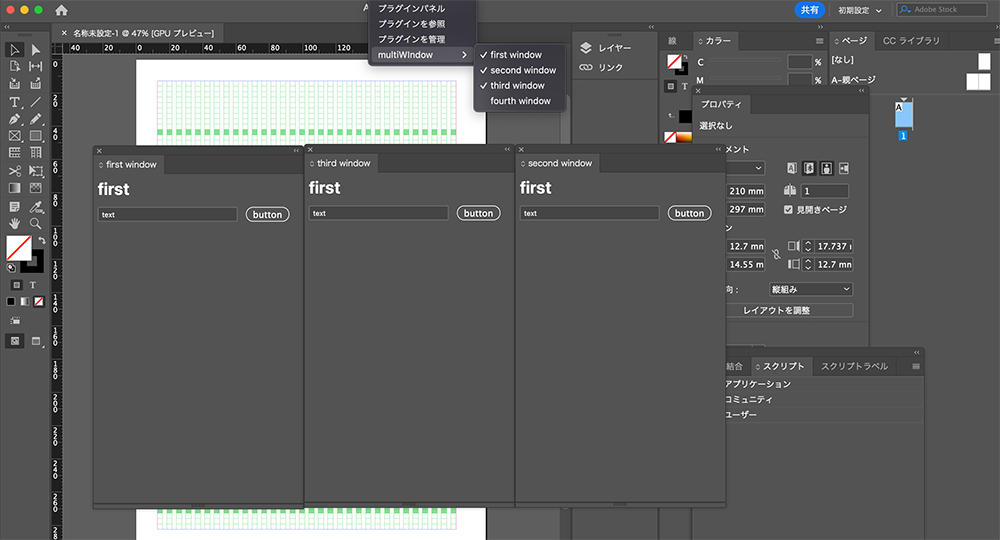 プラグインパネル
プラグインを参照
プラグインを管理
multiWIndow
first window
second window
third window
fourth window
共有
初期設定
Adobe Stock
名称未設定-1 @ 47% [GPU プレビュー]
40 20 0 20 40 60 80 100 120
レイヤー
リンク
線
カラー
C
%
M
%
ページ
CC ライブラリ
[なし]
A-親ページ
A
1
プロパティ
選択なし
メント
210 mm
297 mm
1
見開きページ
ン
12.7 mm
14.55 mm
17.737
12.7 mm
向:
縦組み
レイアウトを調整
first window
first
text
button
third window
first
text
button
second window
first
text
button
結合
スクリプト
スクリプトラベル
アプリケーション
コミュニティ
ユーザー